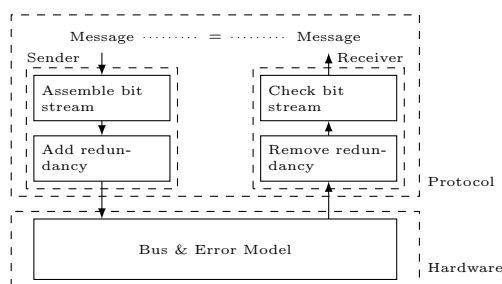 Message ········· = ········· Message
Sender
Receiver
Assemble bit
stream
Check bit
stream
Add redun-
dancy
Remove redun-
dancy
Protocol
Bus & Error Model
Hardware